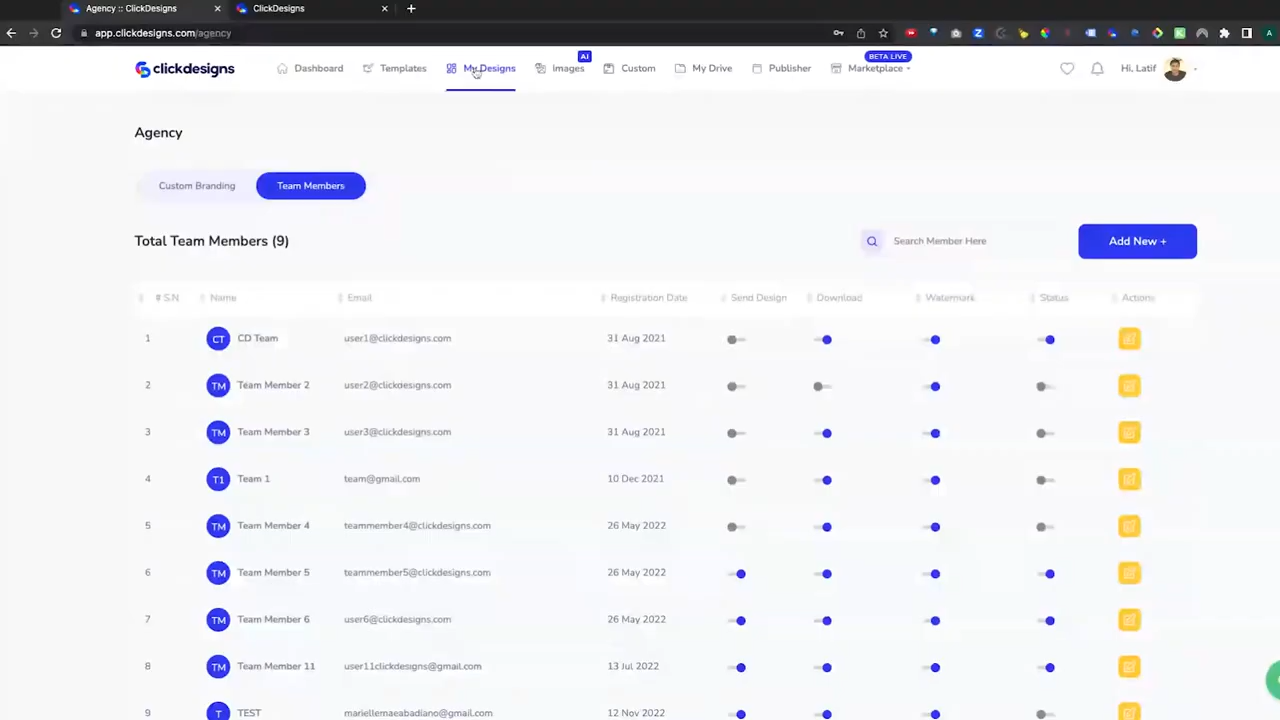 Agency :: ClickDesigns
ClickDesigns
app.clickdesigns.com/agency
A
clickdesigns
Dashboard
Templates
My Designs
AI
Images
Custom
My Drive
Publisher
BETA LIVE
Marketplace
Hi, Latif
Agency
Custom Branding
Team Members
Total Team Members (9)
Search Member Here
Add New +
S.N Name Email Registration Date Send Design Download Watermark Status Actions
1 CT CD Team user1@clickdesigns.com 31 Aug 2021
2 TM Team Member 2 user2@clickdesigns.com 31 Aug 2021
3 TM Team Member 3 user3@clickdesigns.com 31 Aug 2021
4 T1 Team 1 team@gmail.com 10 Dec 2021
5 TM Team Member 4 teammember4@clickdesigns.com 26 May 2022
6 TM Team Member 5 teammember5@clickdesigns.com 26 May 2022
7 TM Team Member 6 user6@clickdesigns.com 26 May 2022
8 TM Team Member 11 user11clickdesigns@gmail.com 13 Jul 2022
9 T TEST mariellemaeabadiano@gmail.com 12 Nov 2022